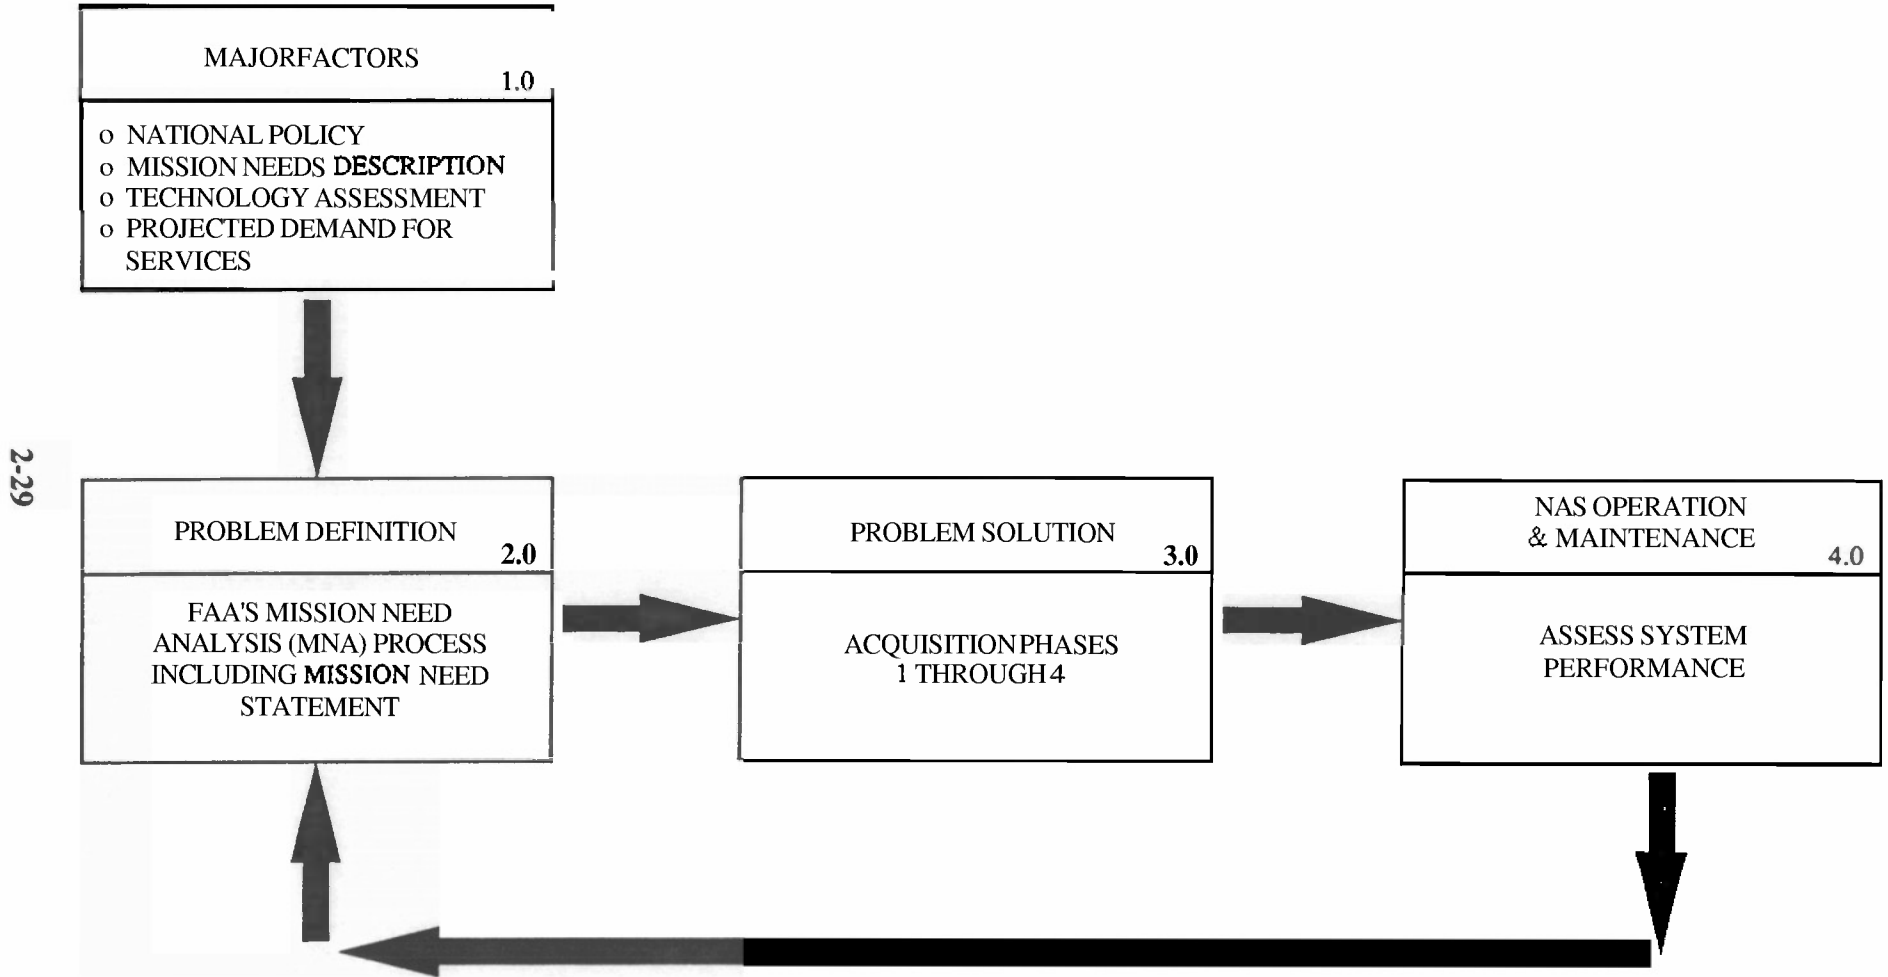 MAJORFACTORS
1.0
o NATIONAL POLICY
o MISSION NEEDS DESCRIPTION
o TECHNOLOGY ASSESSMENT
o PROJECTED DEMAND FOR
SERVICES
2-29
PROBLEM DEFINITION
2.0
FAA'S MISSION NEED
ANALYSIS (MNA) PROCESS
INCLUDING MISSION NEED
STATEMENT
PROBLEM SOLUTION
3.0
ACQUISITION PHASES
1 THROUGH 4
NAS OPERATION
& MAINTENANCE
4.0
ASSESS SYSTEM
PERFORMANCE